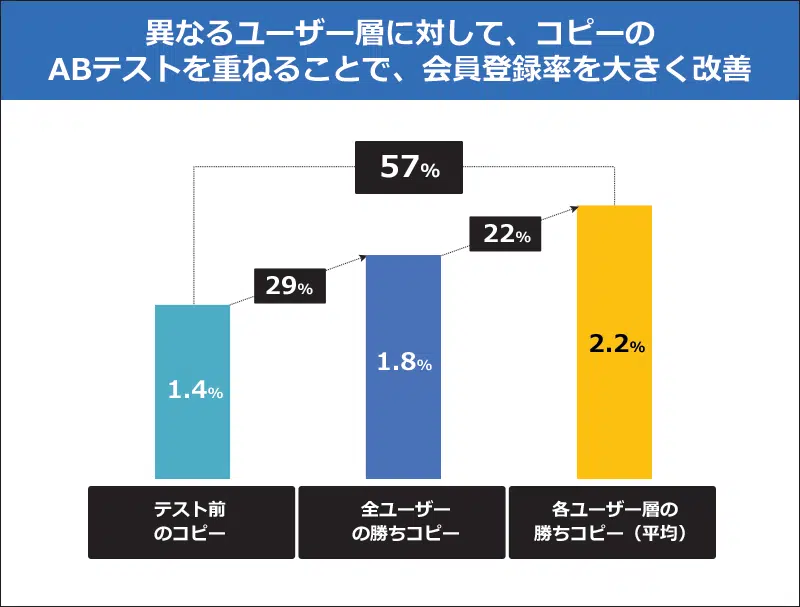 異なるユーザー層に対して、コピーの
ABテストを重ねることで、会員登録率を大きく改善
57%
22%
29%
1.4%
1.8%
2.2%
テスト前
のコピー
全ユーザー
の勝ちコピー
各ユーザー層の
勝ちコピー（平均）